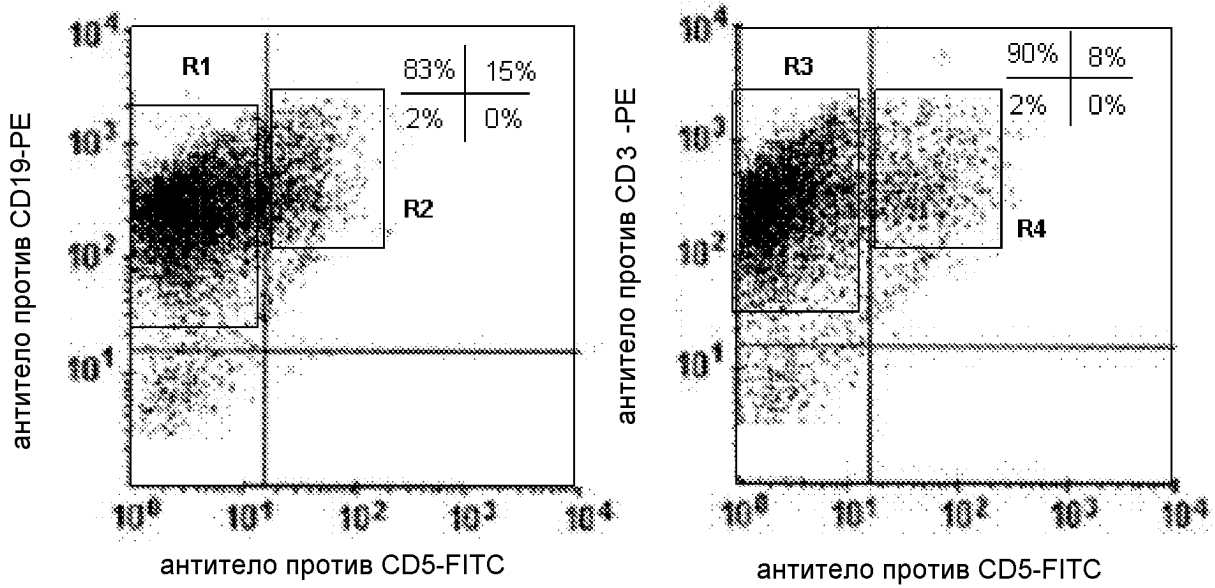 антитело против CD19-PE
10⁴
10³
10²
10¹
R1
R2
83% 15%
2% 0%
10⁰ 10¹ 10² 10³ 10⁴
антитело против CD5-FITC
антитело против CD3 -PE
10⁴
10³
10²
10¹
R3
R4
90% 8%
2% 0%
10⁰ 10¹ 10² 10³ 10⁴
антитело против CD5-FITC